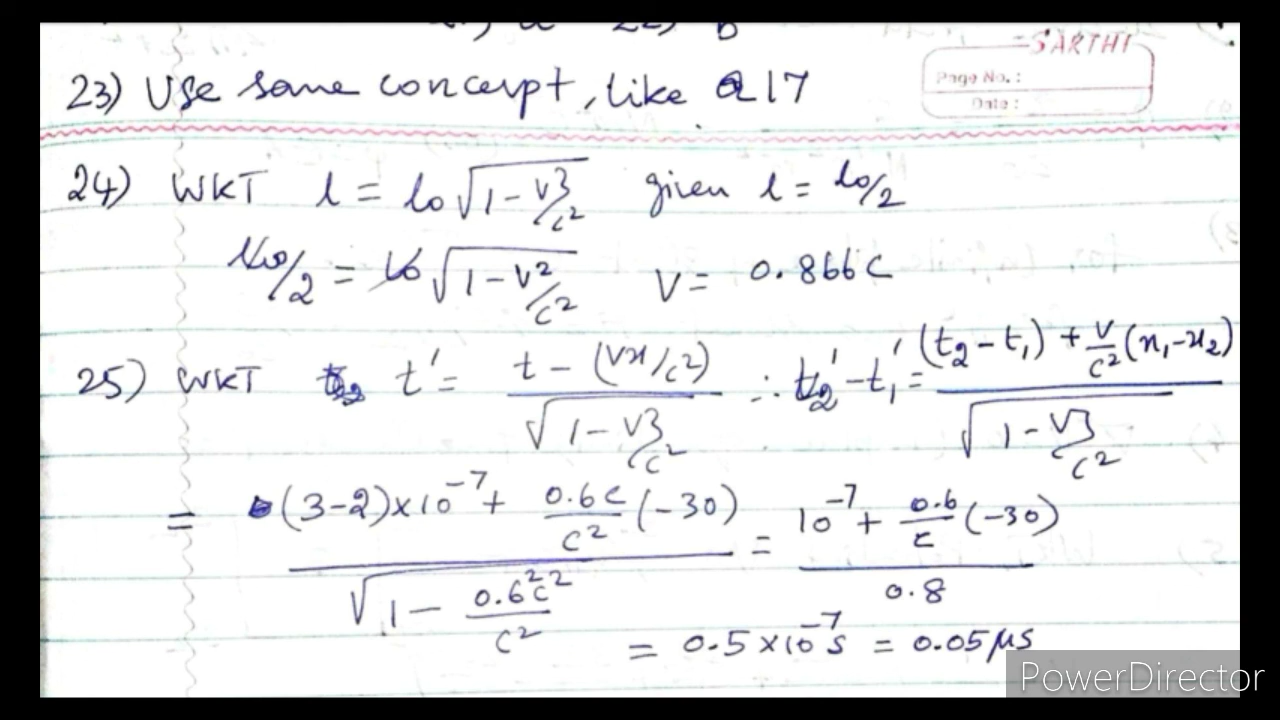 SARTHI
Page No. :
Date :
23) Use same concept, like Q17
24) WKT l = lo√1-v²/c² given l = lo/2
lo/2 = lo√1-v²/c² v = 0.866c
25) WKT t' = t-(vx/c²)/√1-v²/c² ∴ t₂'-t₁' = (t₂-t₁)+v/c²(x₁-x₂)/√1-v²/c²
= (3-2)×10⁻⁷+0.6c/c²(-30)/√1-0.6²c²/c² = 10⁻⁷+0.6/c(-30)/0.8
= 0.5×10⁻⁷s = 0.05μs
PowerDirector